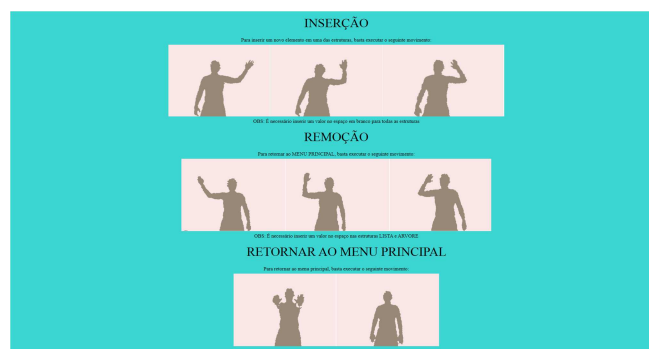 INSERÇÃO
Para inserir um novo elemento em uma das estruturas, basta executar o seguinte movimento:
OBS: É necessário inserir um valor no espaço em branco para todas as estruturas
REMOÇÃO
Para retornar ao MENU PRINCIPAL, basta executar o seguinte movimento:
OBS: É necessário inserir um valor no espaço nas estruturas LISTA e ARVORE
RETORNAR AO MENU PRINCIPAL
Para retornar ao menu principal, basta executar o seguinte movimento: